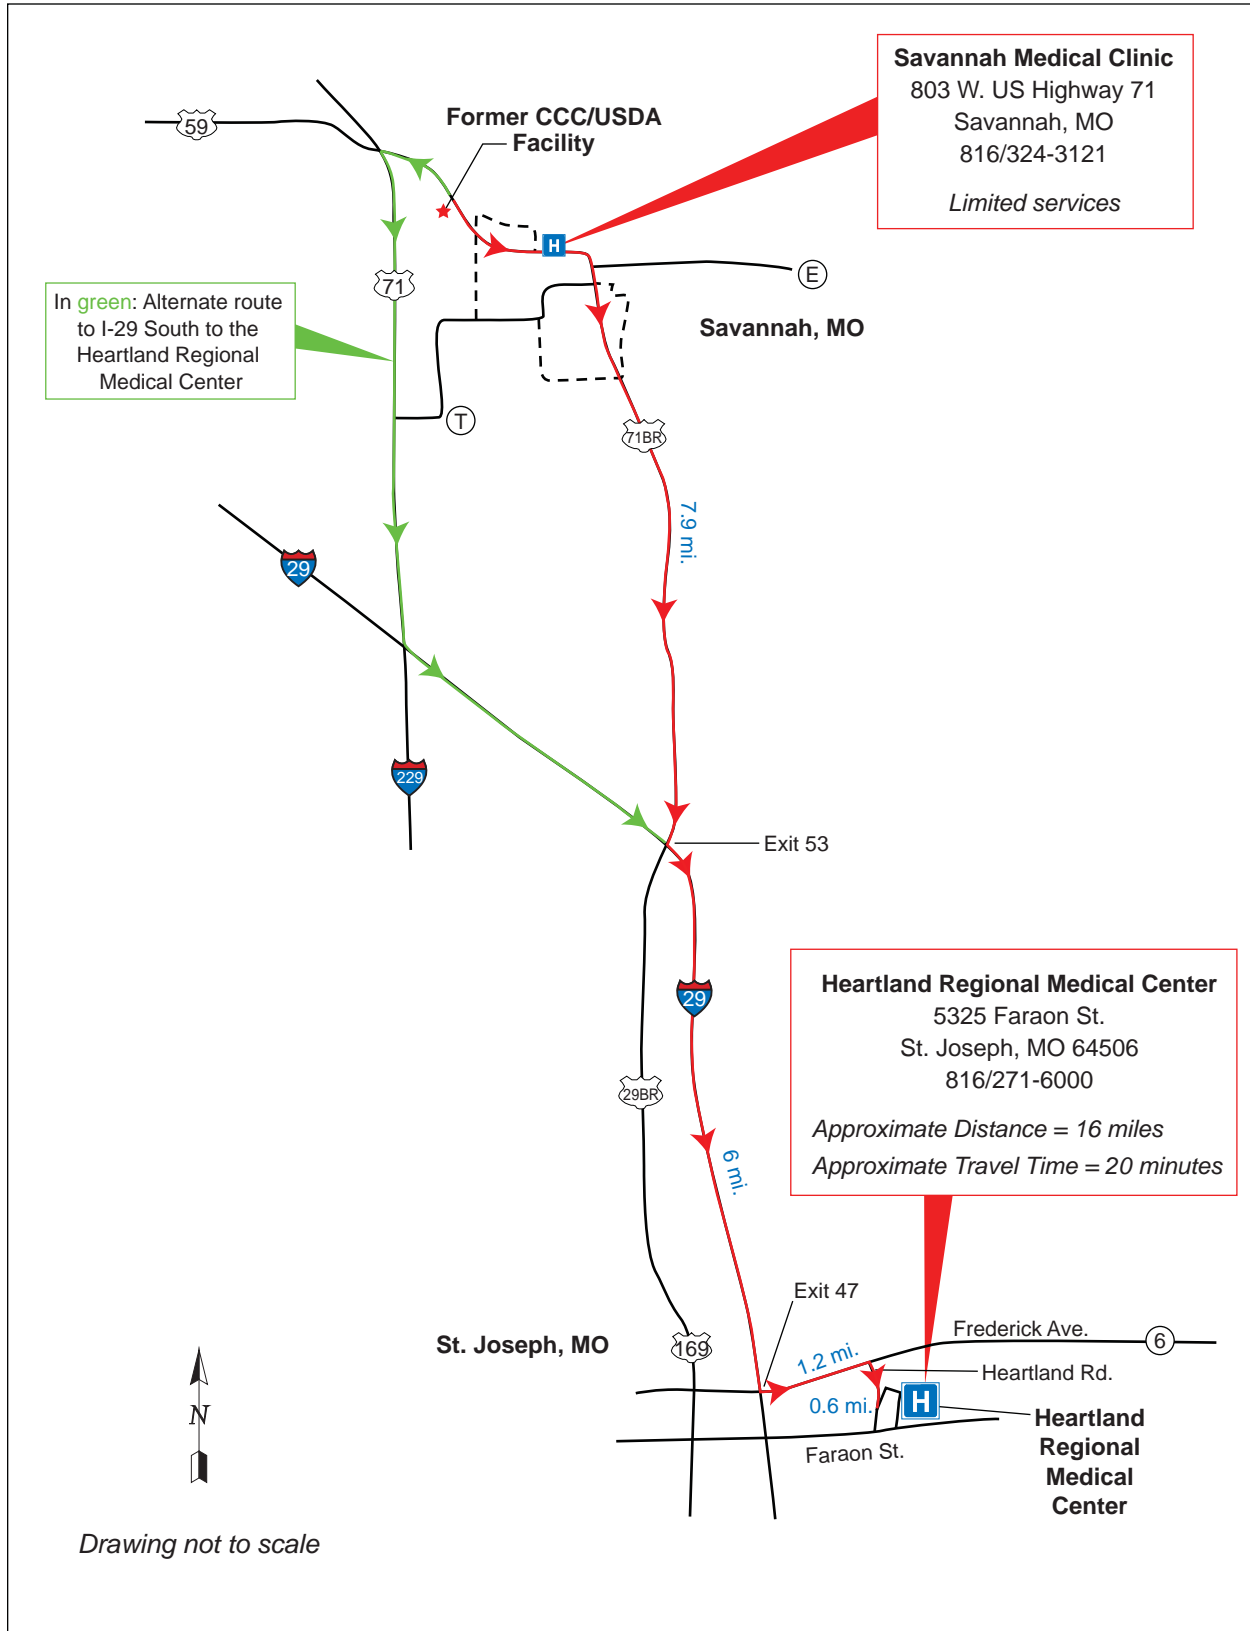 Savannah Medical Clinic
803 W. US Highway 71
Savannah, MO
816/324-3121
Limited services
Former CCC/USDA
Facility
59
H
E
71
In green: Alternate route
to I-29 South to the
Heartland Regional
Medical Center
Savannah, MO
T
71BR
7.9 mi.
29
229
Exit 53
29
Heartland Regional Medical Center
5325 Faraon St.
St. Joseph, MO 64506
816/271-6000
Approximate Distance = 16 miles
Approximate Travel Time = 20 minutes
29BR
6 mi.
Exit 47
St. Joseph, MO
169
Frederick Ave.
6
1.2 mi.
Heartland Rd.
0.6 mi.
H
Heartland
Regional
Medical
Center
Faraon St.
N
Drawing not to scale